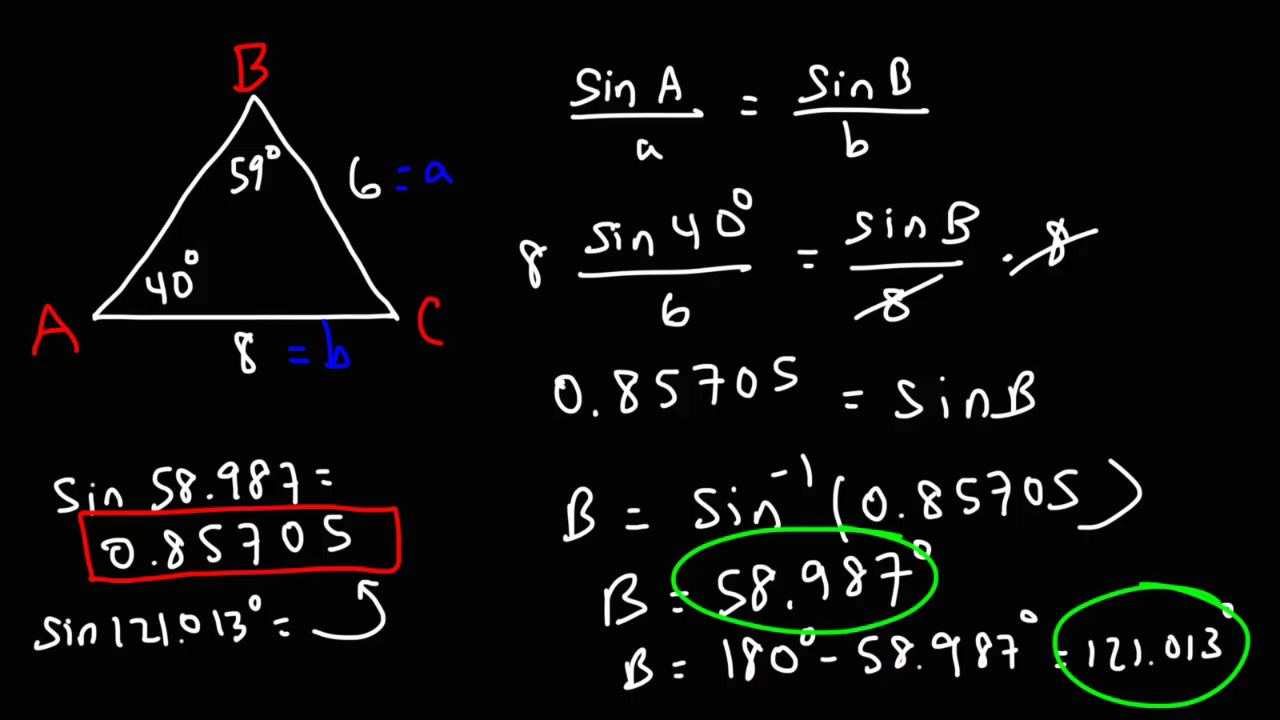 B
59°
6 = a
40°
A
C
8 = b
sin 58.987 =
0.85705
sin 121.013° =
Sin A / a = Sin B / b
8 sin 40° / 6 = sin B / 8 · 8
0.85705 = sin B
B = sin⁻¹ (0.85705)
B = 58.987°
B = 180° - 58.987° = 121.013°